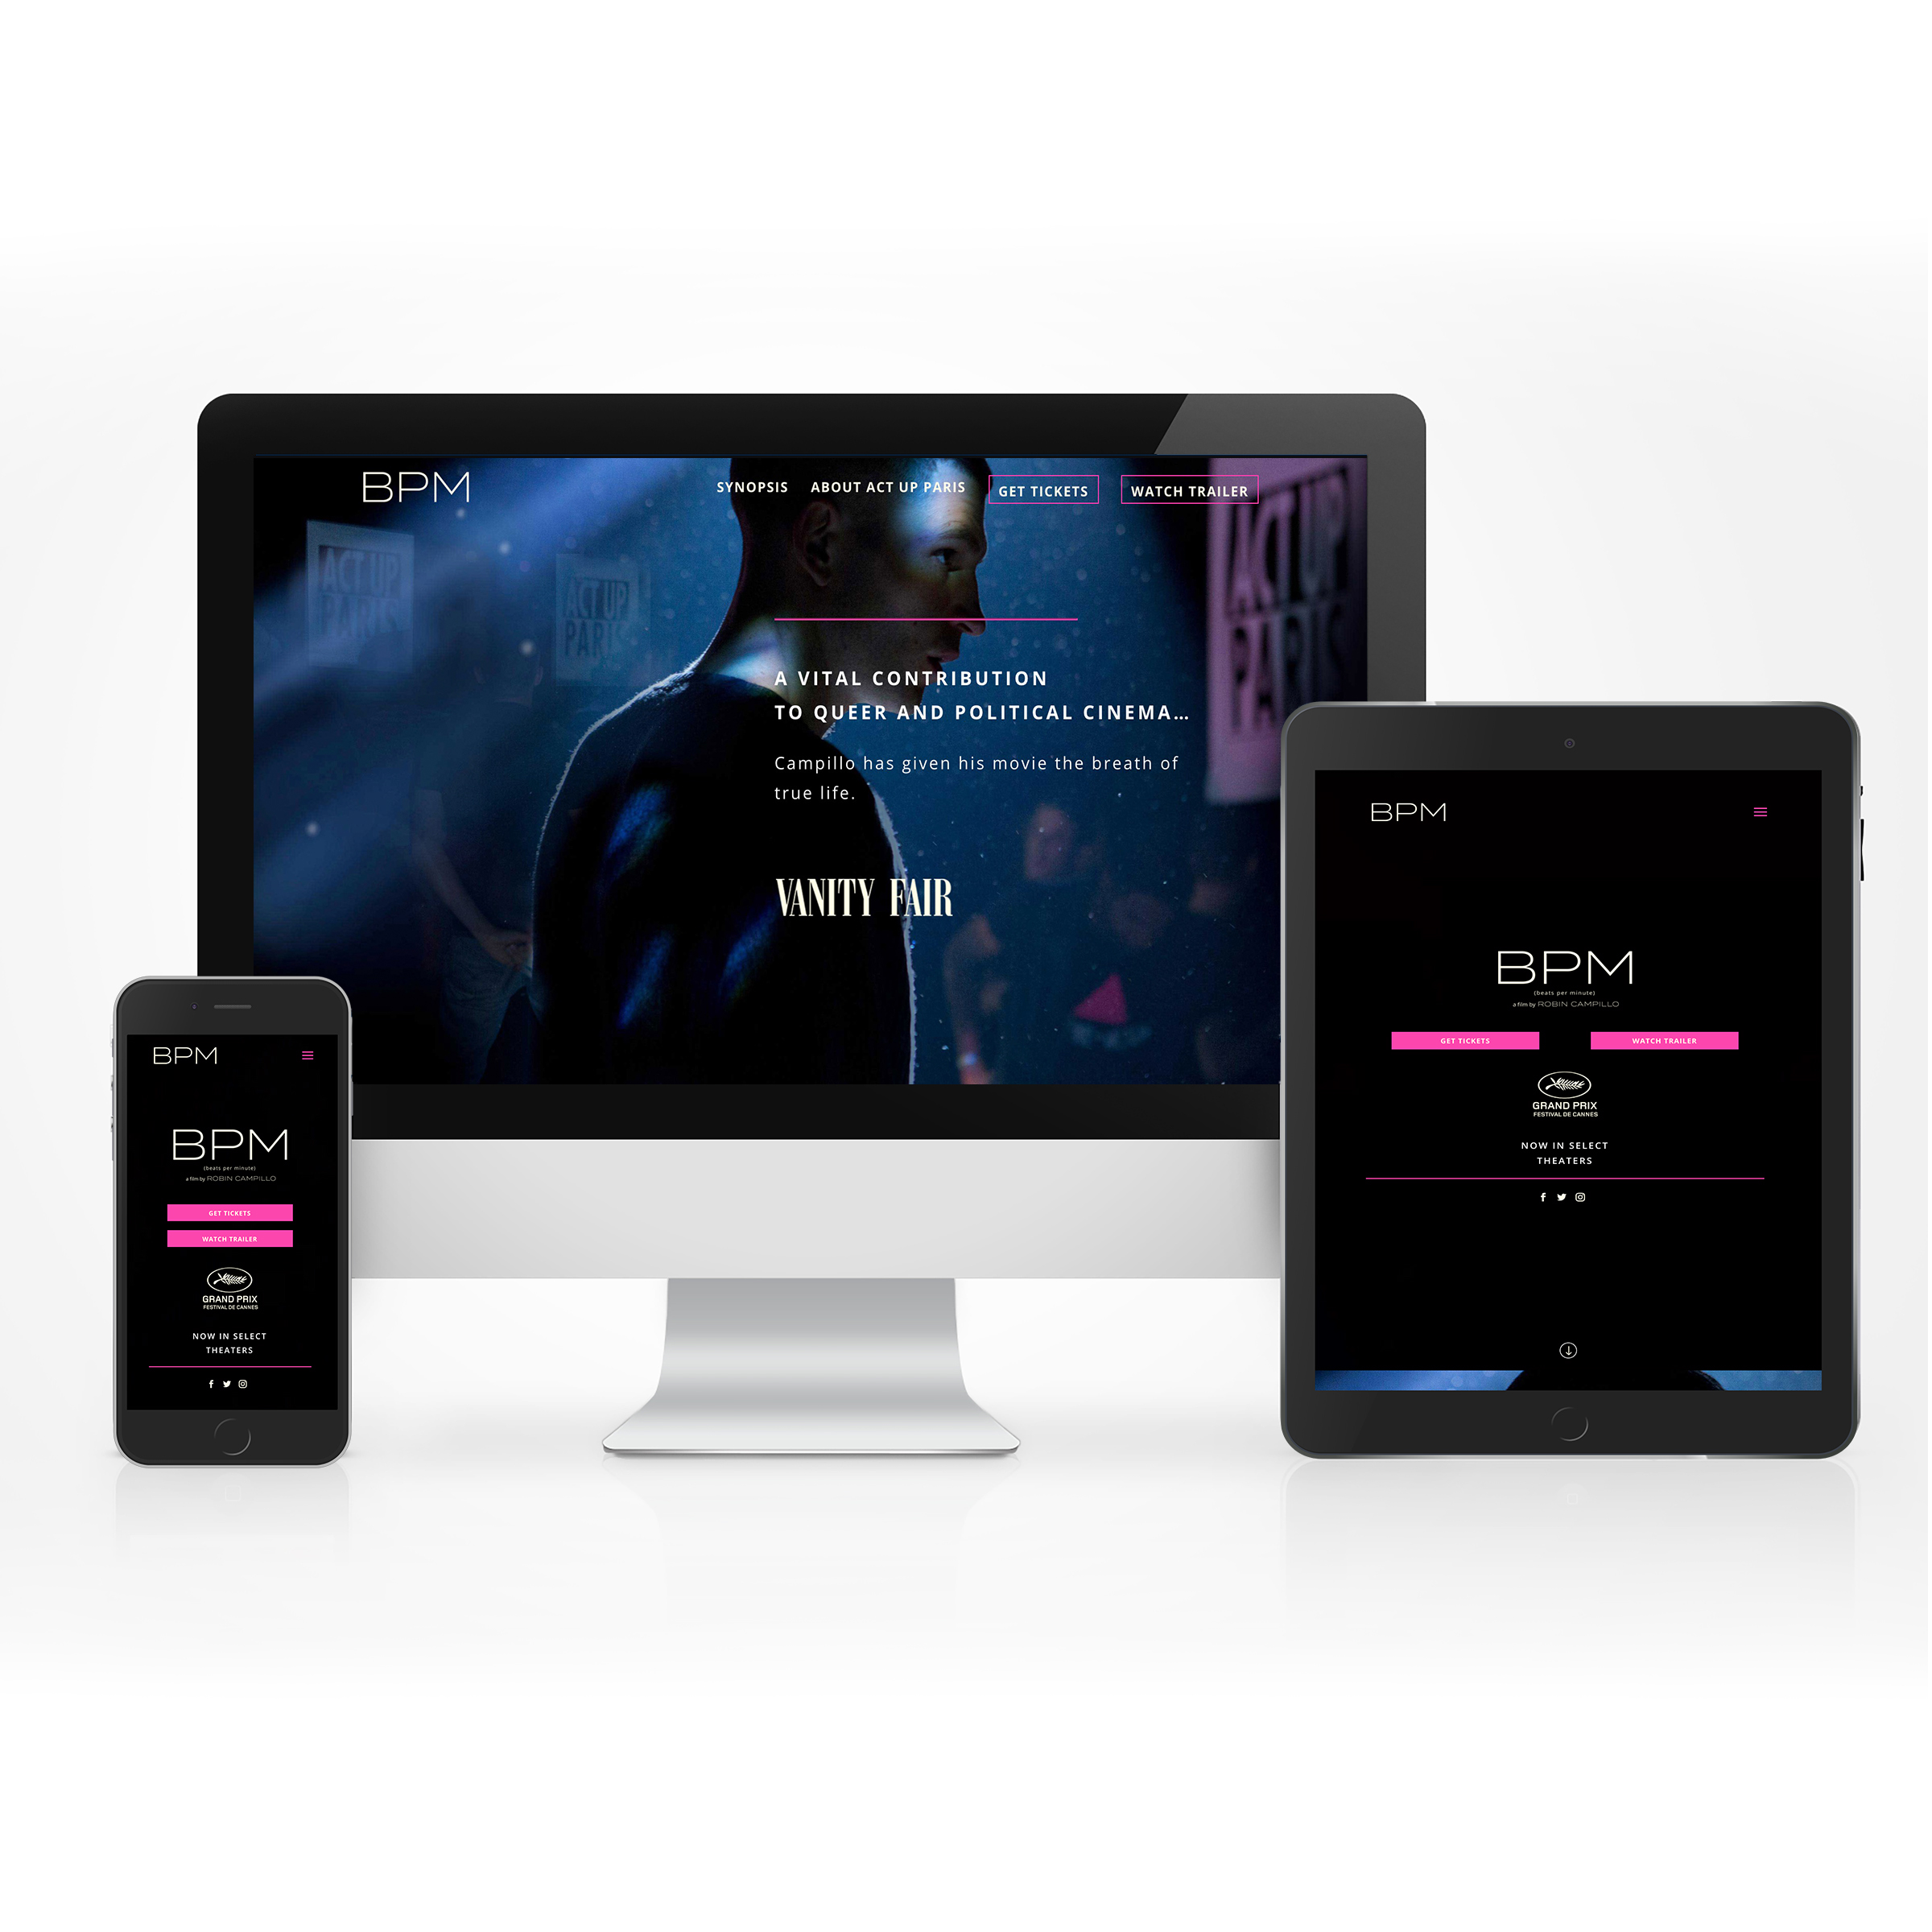 BPM
SYNOPSIS ABOUT ACT UP PARIS GET TICKETS WATCH TRAILER
ACT UP
PARIS
ACT UP
PARIS
ACT UP
PARIS
A VITAL CONTRIBUTION
TO QUEER AND POLITICAL CINEMA...
Campillo has given his movie the breath of
true life.
VANITY FAIR
BPM
BPM
(beats per minute)
a film by ROBIN CAMPILLO
GET TICKETS
WATCH TRAILER
GRAND PRIX
FESTIVAL DE CANNES
NOW IN SELECT
THEATERS
BPM
BPM
(beats per minute)
a film by ROBIN CAMPILLO
GET TICKETS WATCH TRAILER
GRAND PRIX
FESTIVAL DE CANNES
NOW IN SELECT
THEATERS